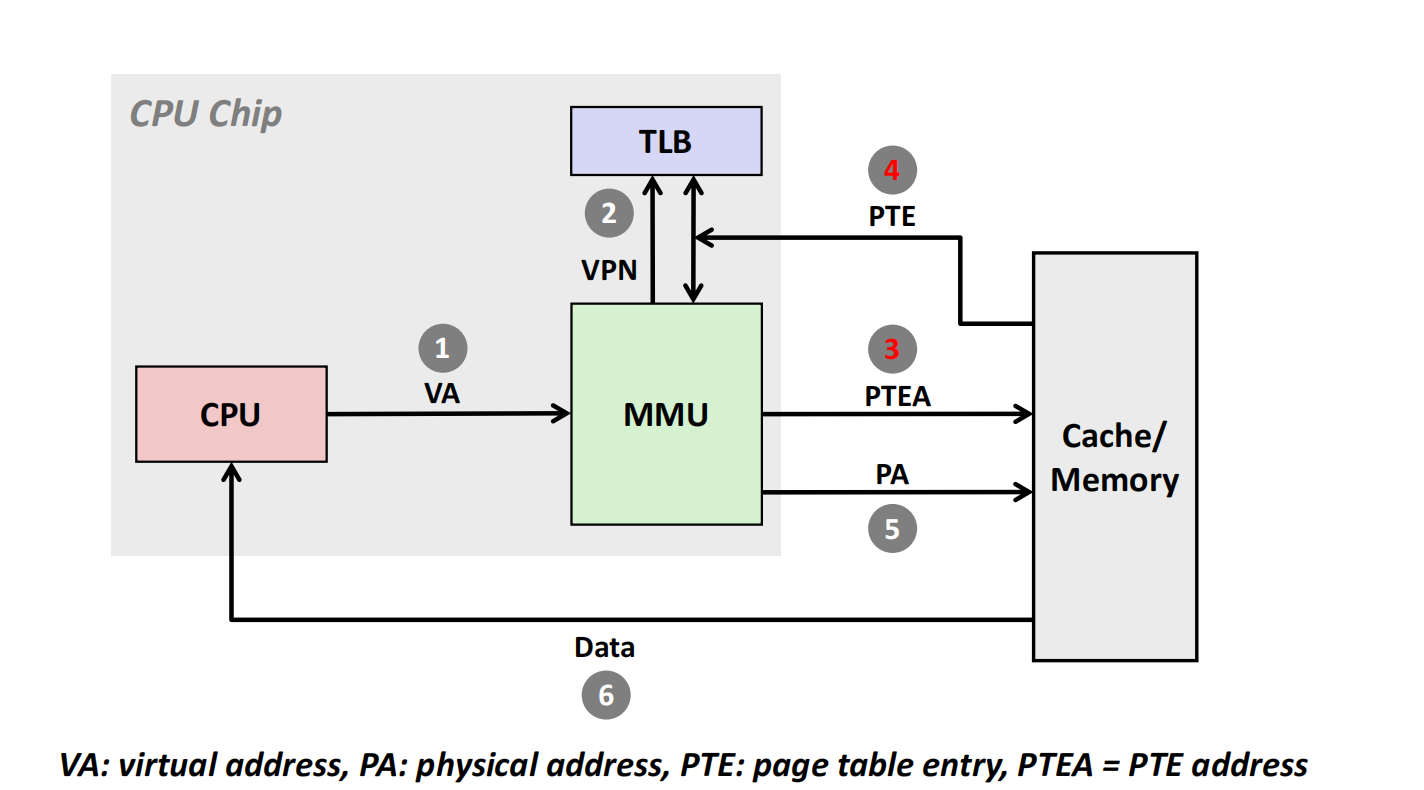 CPU Chip
TLB
4
PTE
2
VPN
1
VA
3
PTEA
CPU
MMU
Cache/
Memory
PA
5
Data
6
VA: virtual address, PA: physical address, PTE: page table entry, PTEA = PTE address